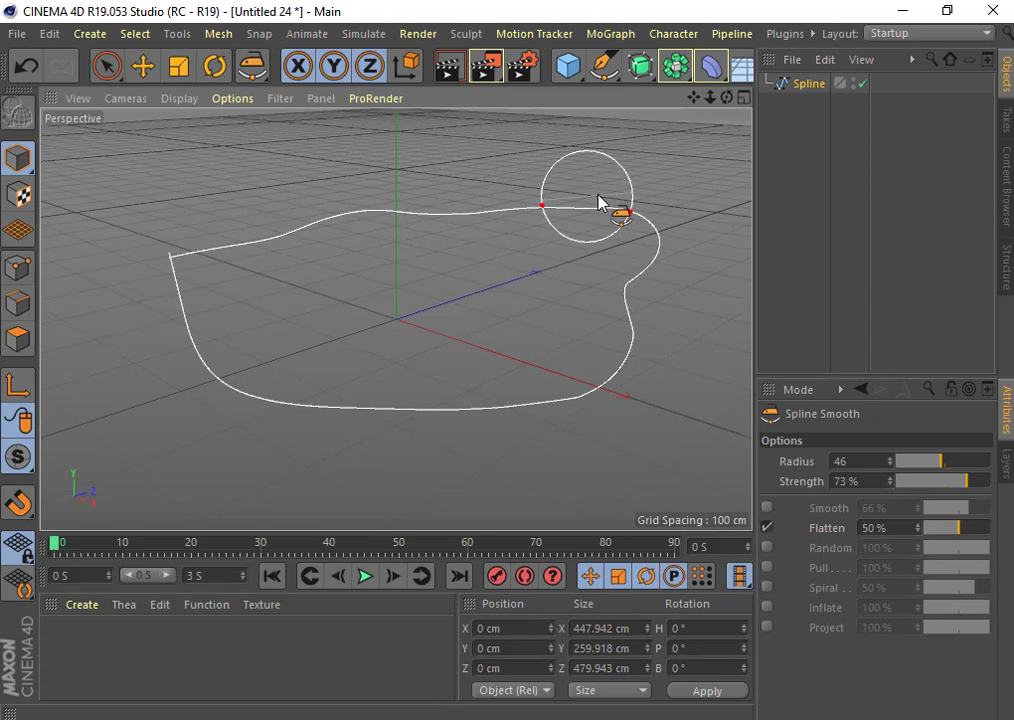 CINEMA 4D R19.053 Studio (RC - R19) - [Untitled 24 *] - Main
File Edit Create Select Tools Mesh Snap Animate Simulate Render Sculpt Motion Tracker MoGraph Character Pipeline Plugins Layout: Startup
X Y Z
File Edit View
View Cameras Display Options Filter Panel ProRender
Perspective
Spline
Objects
Takes
Content Browser
Structure
Mode
Spline Smooth
Options
Radius 46
Strength 73 %
Smooth 66 %
Flatten 50 %
Random 100 %
Pull . . . . 100 %
Spiral . . 50 %
Inflate 100 %
Project 100 %
Attributes
Layers
S
Y
Z
X
Grid Spacing : 100 cm
0 10 20 30 40 50 60 70 80 90 0 S
0 S 0 S 3 S
P
Create Thea Edit Function Texture
Position Size Rotation
X 0 cm X 447.942 cm H 0 °
Y 0 cm Y 259.918 cm P 0 °
Z 0 cm Z 479.943 cm B 0 °
Object (Rel) Size Apply
MAXON
CINEMA 4D